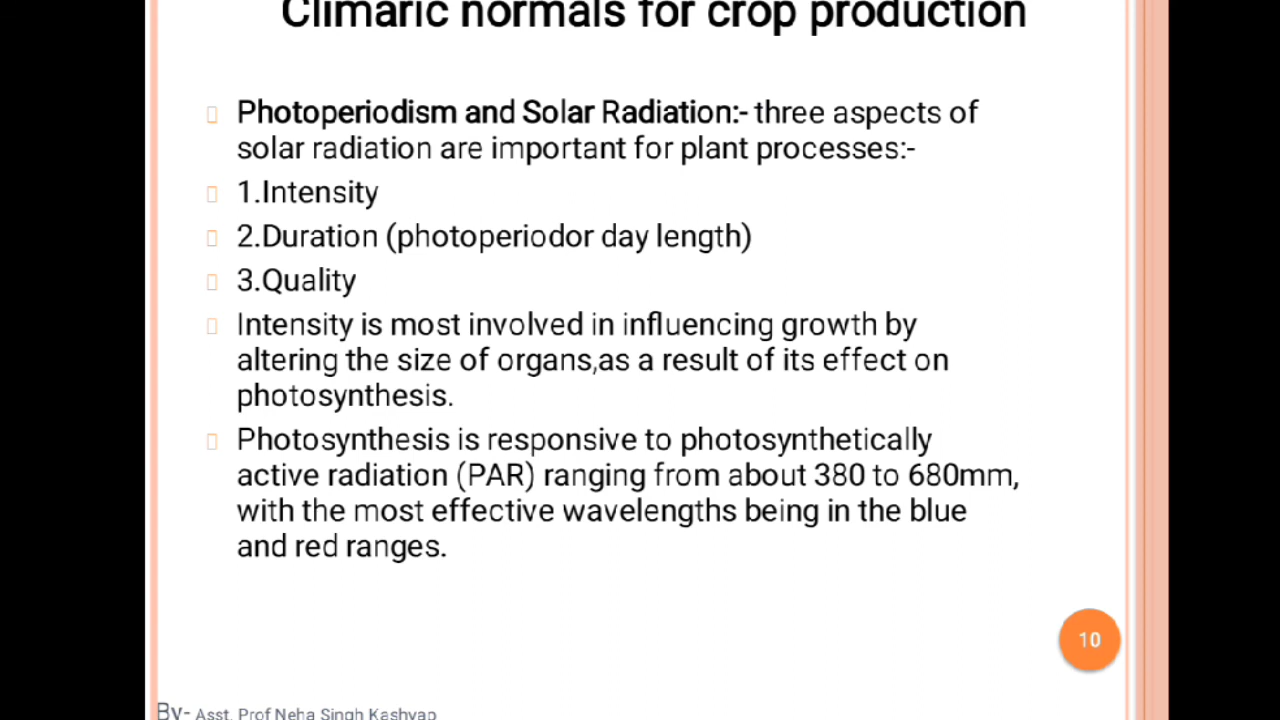 Climaric normals for crop production
Photoperiodism and Solar Radiation:- three aspects of
solar radiation are important for plant processes:-
1.Intensity
2.Duration (photoperiodor day length)
3.Quality
Intensity is most involved in influencing growth by
altering the size of organs,as a result of its effect on
photosynthesis.
Photosynthesis is responsive to photosynthetically
active radiation (PAR) ranging from about 380 to 680mm,
with the most effective wavelengths being in the blue
and red ranges.
10
By- Asst. Prof Neha Singh Kashyap